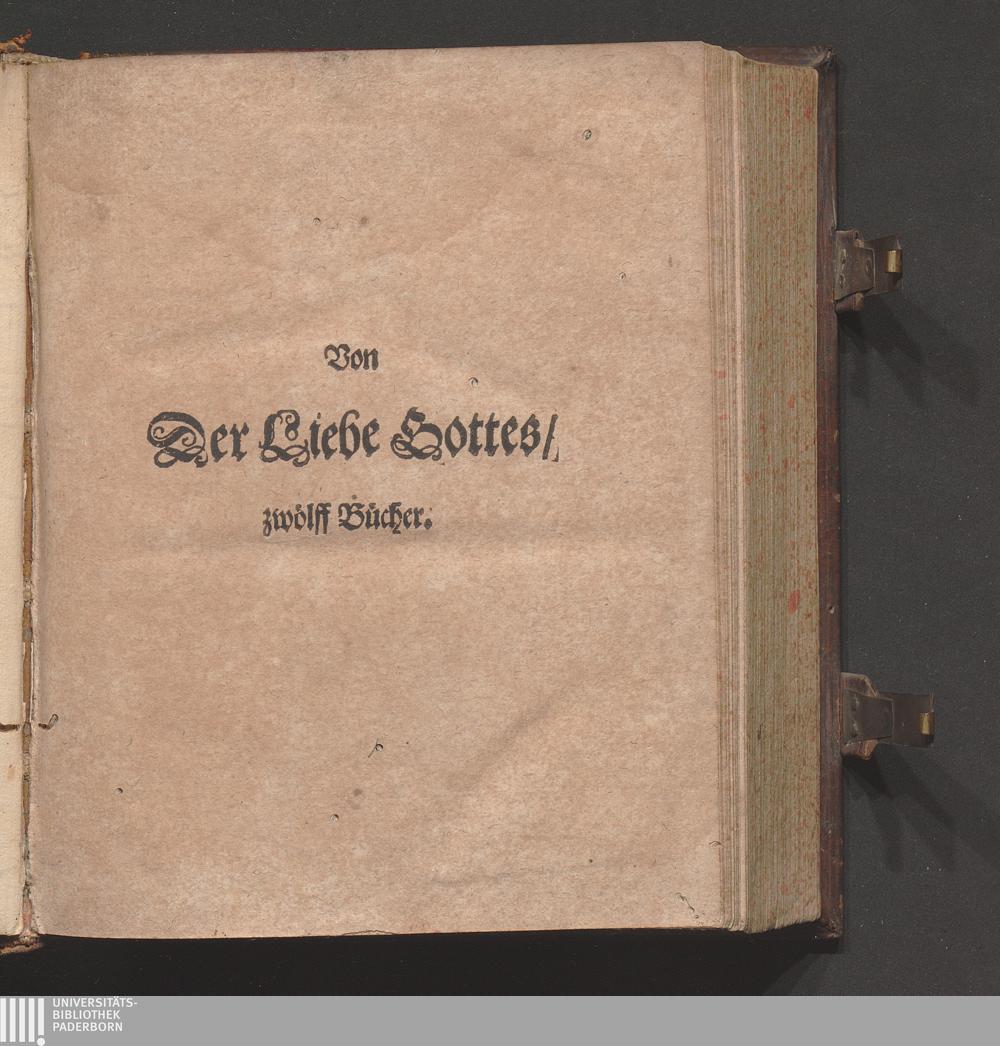 Von
Der Liebe Gottes/
zwölff Bücher.
UNIVERSITÄTS-
BIBLIOTHEK
PADERBORN